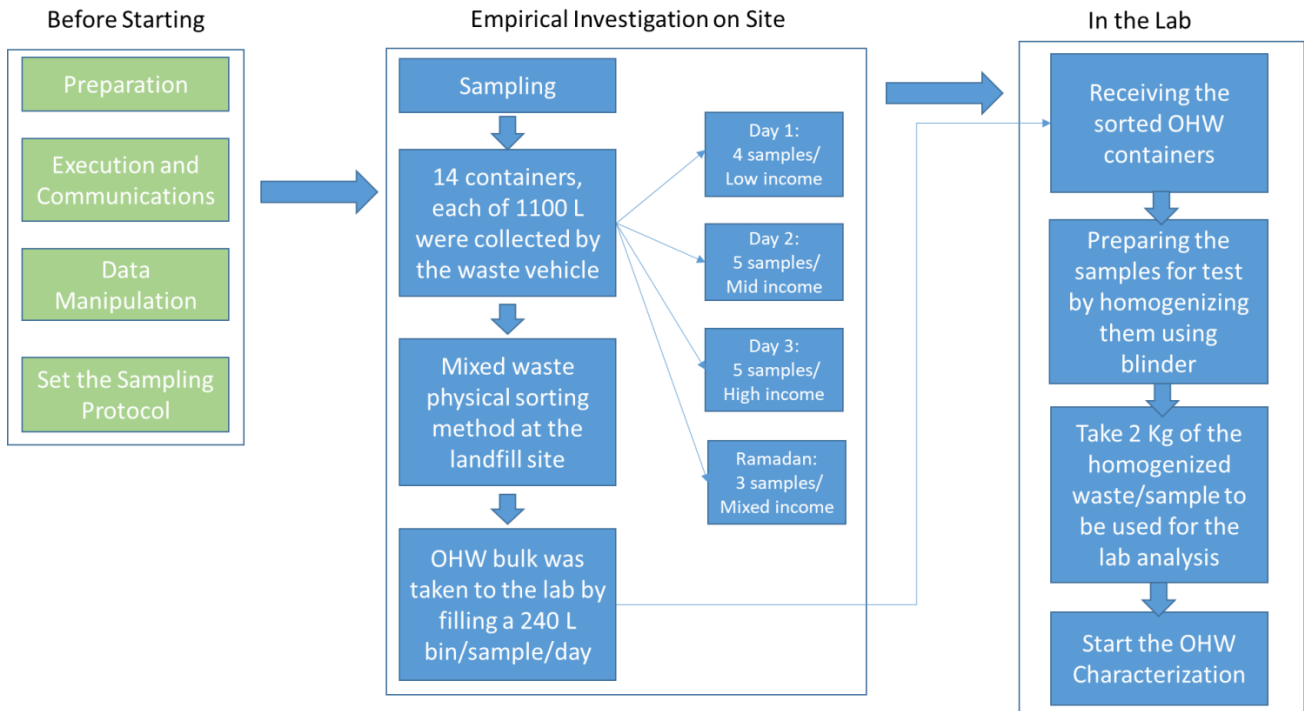 Before Starting
Preparation
Execution and
Communications
Data
Manipulation
Set the Sampling
Protocol
Empirical Investigation on Site
Sampling
14 containers,
each of 1100 L
were collected by
the waste vehicle
Mixed waste
physical sorting
method at the
landfill site
OHW bulk was
taken to the lab by
filling a 240 L
bin/sample/day
Day 1:
4 samples/
Low income
Day 2:
5 samples/
Mid income
Day 3:
5 samples/
High income
Ramadan:
3 samples/
Mixed income
In the Lab
Receiving the
sorted OHW
containers
Preparing the
samples for test
by homogenizing
them using
blinder
Take 2 Kg of the
homogenized
waste/sample to
be used for the
lab analysis
Start the OHW
Characterization